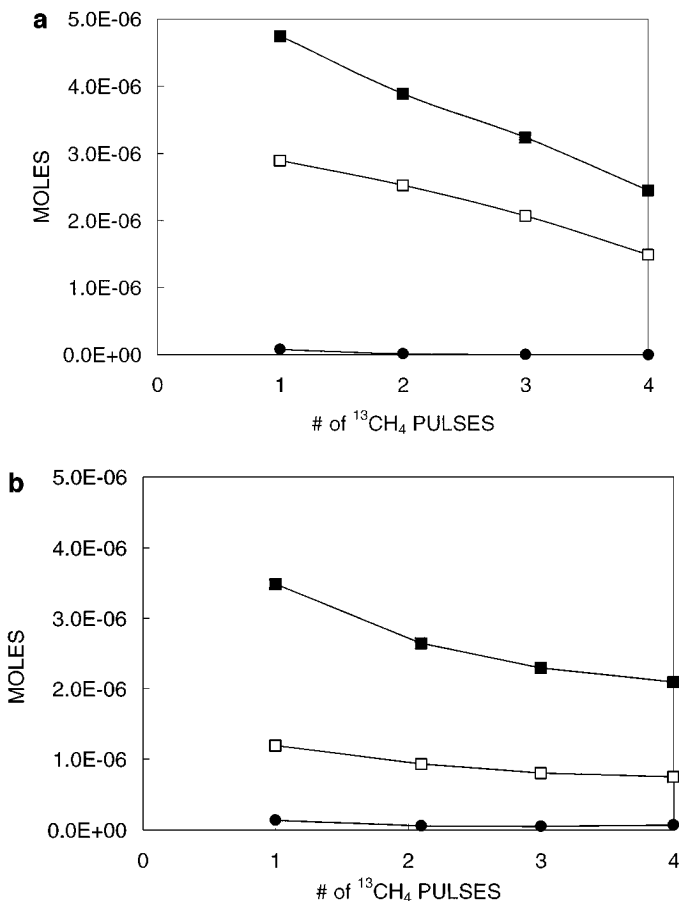 a
5.0E-06
4.0E-06
3.0E-06
2.0E-06
1.0E-06
0.0E+00
MOLES
0 1 2 3 4
# of ¹³CH₄ PULSES
b
5.0E-06
4.0E-06
3.0E-06
2.0E-06
1.0E-06
0.0E+00
MOLES
0 1 2 3 4
# of ¹³CH₄ PULSES